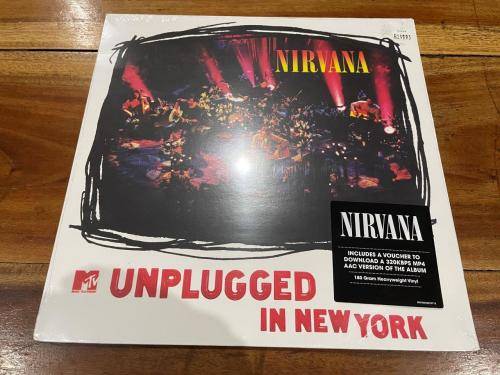 NIRVANA
NIRVANA
INCLUDES A VOUCHER TO
DOWNLOAD A 320KBPS MP4
AAC VERSION OF THE ALBUM
180 Gram Heavyweight Vinyl
MTV
UNPLUGGED
IN NEW YORK